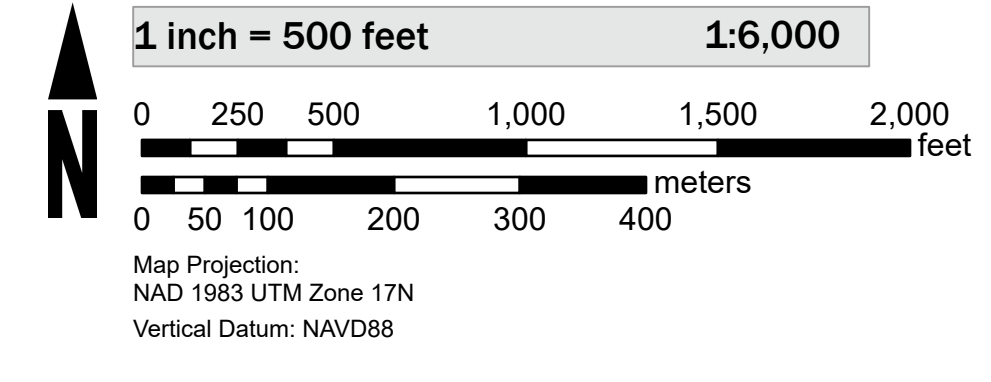 1 inch = 500 feet 1:6,000
0 250 500 1,000 1,500 2,000
feet
meters
0 50 100 200 300 400
N
Map Projection:
NAD 1983 UTM Zone 17N
Vertical Datum: NAVD88